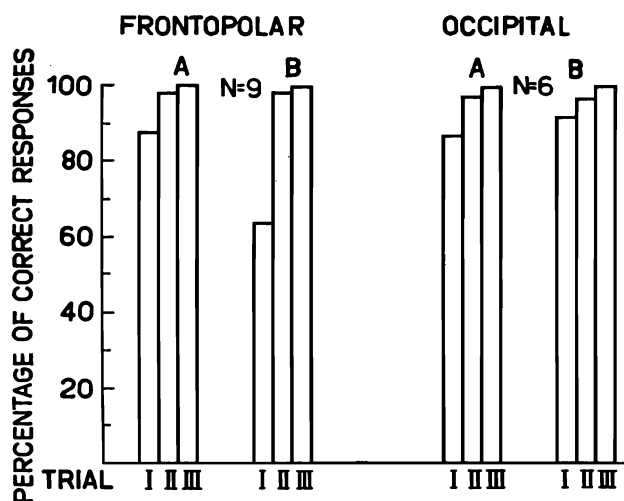 FRONTOPOLAR OCCIPITAL
A B A B
N=9 N=6
PERCENTAGE OF CORRECT RESPONSES
100
80
60
40
20
TRIAL I II III I II III I II III I II III